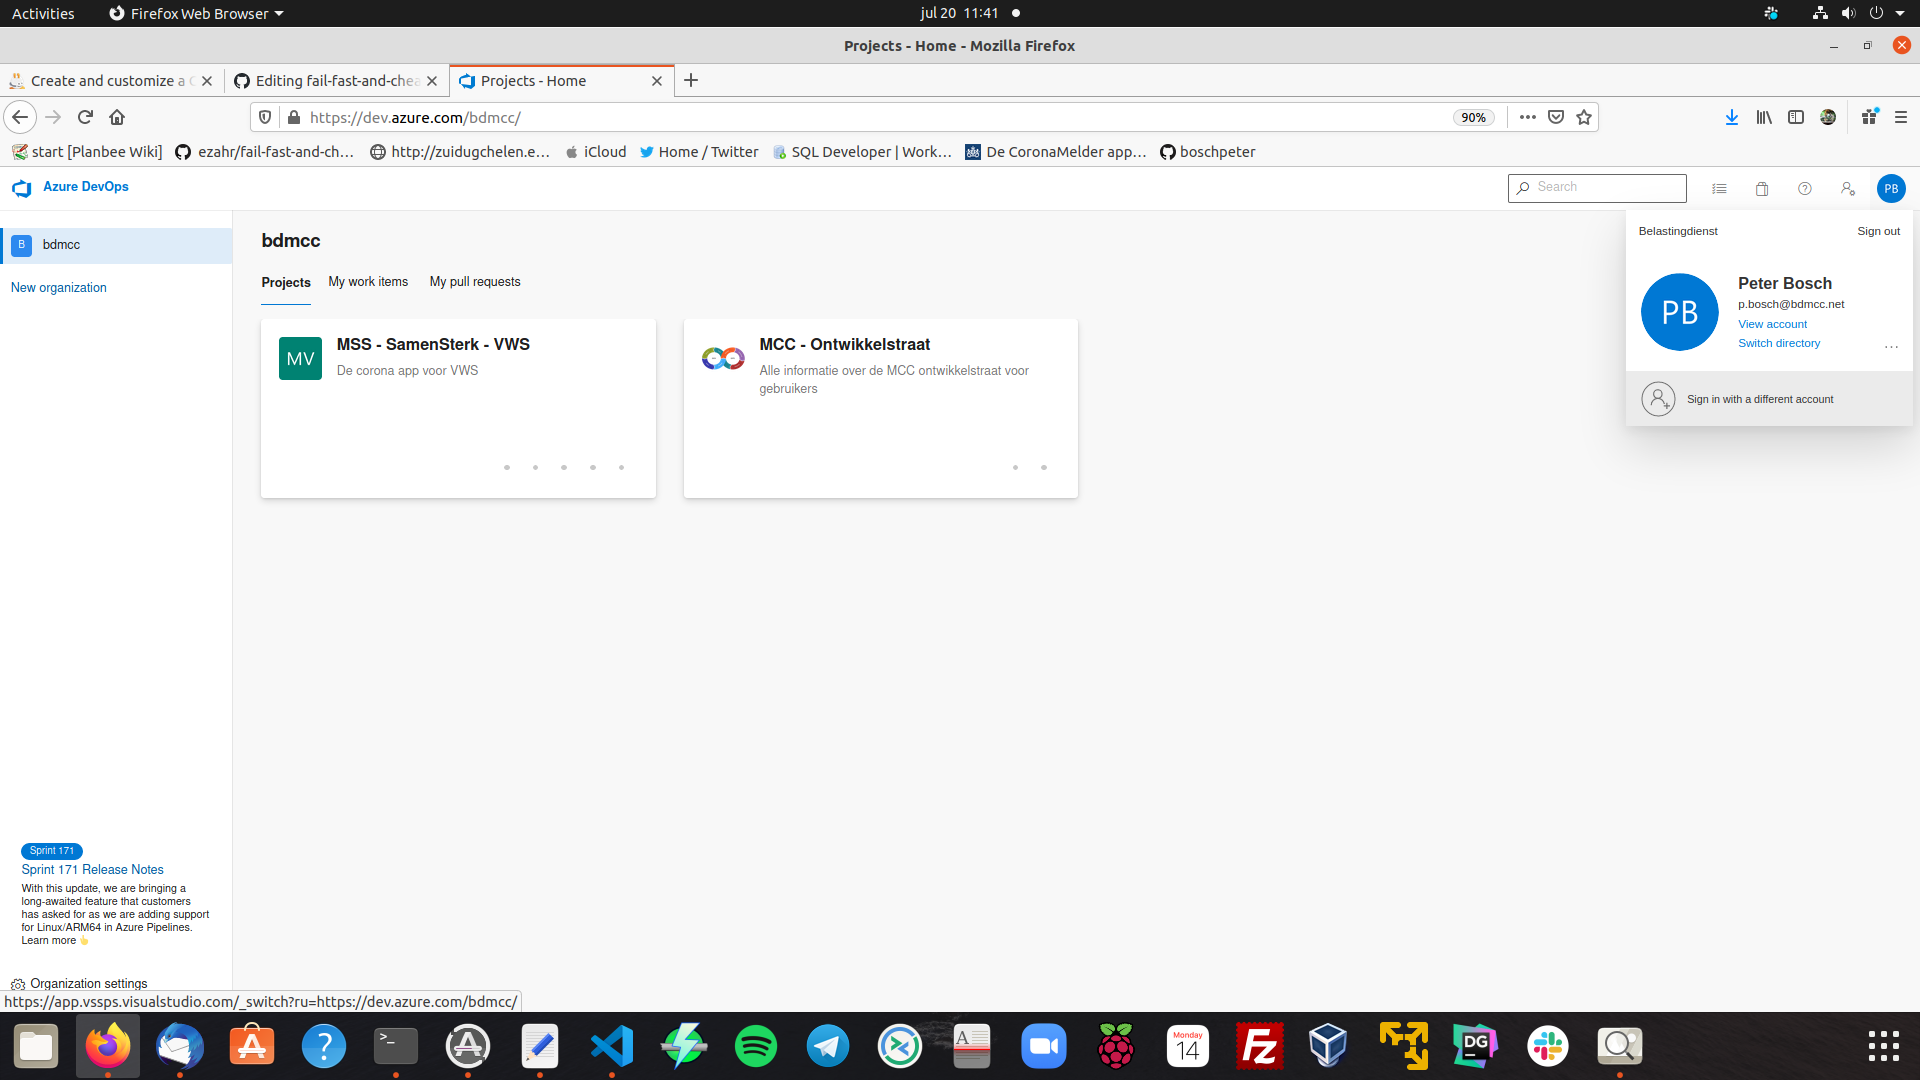 Activities
Firefox Web Browser
jul 20 11:41
Projects - Home - Mozilla Firefox
Create and customize a
Editing fail-fast-and-chea
Projects - Home
https://dev.azure.com/bdmcc/
90%
start [Planbee Wiki]
ezahr/fail-fast-and-ch…
http://zuidugchelen.e…
iCloud
Home / Twitter
SQL Developer | Work…
De CoronaMelder app…
boschpeter
Azure DevOps
Search
PB
B
bdmcc
New organization
bdmcc
Projects
My work items
My pull requests
MV
MSS - SamenSterk - VWS
De corona app voor VWS
MCC - Ontwikkelstraat
Alle informatie over de MCC ontwikkelstraat voor
gebruikers
Belastingdienst
Sign out
PB
Peter Bosch
p.bosch@bdmcc.net
View account
Switch directory
...
Sign in with a different account
Sprint 171
Sprint 171 Release Notes
With this update, we are bringing a
long-awaited feature that customers
has asked for as we are adding support
for Linux/ARM64 in Azure Pipelines.
Learn more
Organization settings
https://app.vssps.visualstudio.com/_switch?ru=https://dev.azure.com/bdmcc/
Monday
14
Fz
DG